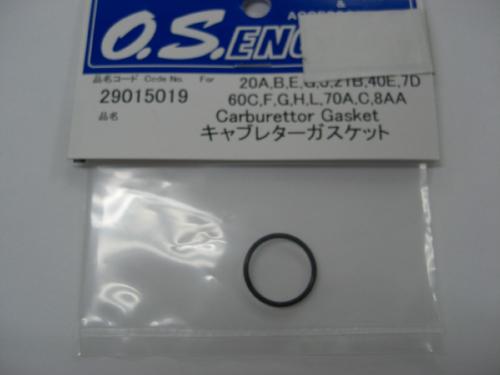 &
O.S.
品名コード Code No. For 20A,B,E,G,J,21B,40E,7D
29015019 60C,F,G,H,L,70A,C,8AA
品名 Carburettor Gasket
キャブレターガスケット